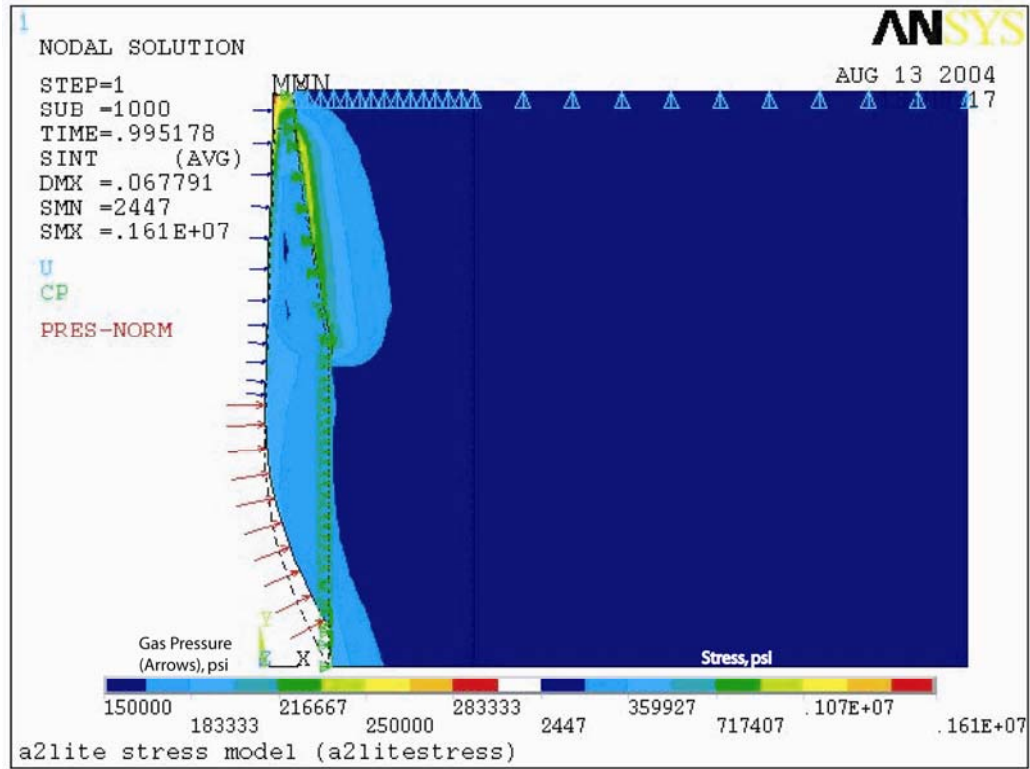 1
ANSYS
NODAL SOLUTION
AUG 13 2004
17
STEP=1
SUB =1000
TIME=.995178
SINT (AVG)
DMX =.067791
SMN =2447
SMX =.161E+07
U
CP
PRES-NORM
Y
Z X
Gas Pressure
(Arrows), psi
Stress, psi
150000 216667 283333 2447 359927 717407 .107E+07 .161E+07
183333 250000
a2lite stress model (a2litestress)